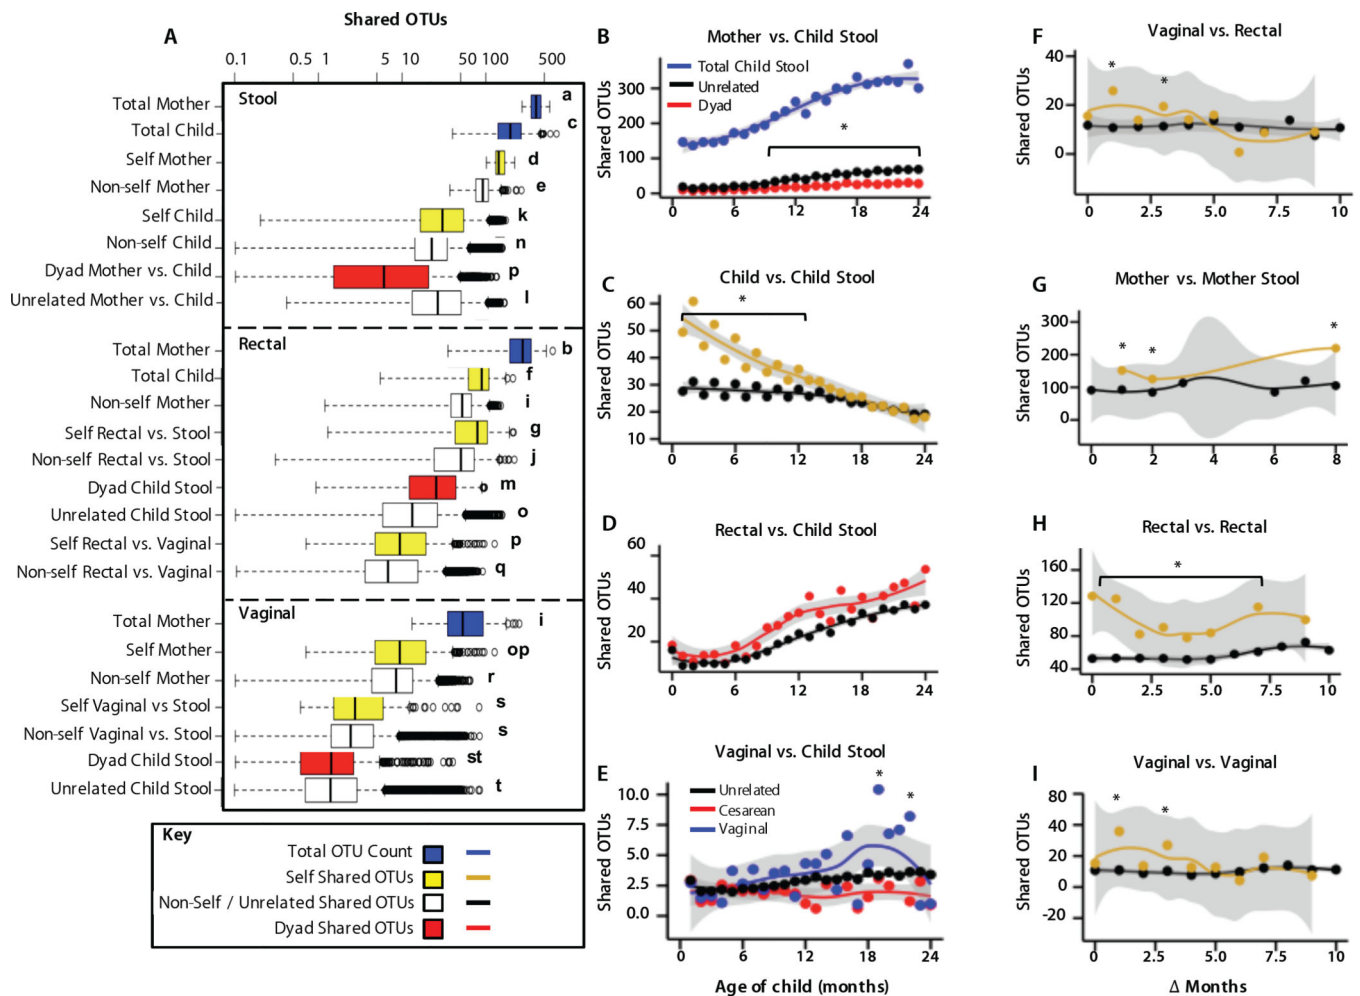 Shared OTUs
A
0.1 0.5 1 5 10 50 100 500
Stool
Total Mother a
Total Child c
Self Mother d
Non-self Mother e
Self Child k
Non-self Child n
Dyad Mother vs. Child p
Unrelated Mother vs. Child l
Rectal
Total Mother b
Total Child f
Non-self Mother i
Self Rectal vs. Stool g
Non-self Rectal vs. Stool j
Dyad Child Stool m
Unrelated Child Stool o
Self Rectal vs. Vaginal p
Non-self Rectal vs. Vaginal q
Vaginal
Total Mother i
Self Mother op
Non-self Mother r
Self Vaginal vs Stool s
Non-self Vaginal vs. Stool s
Dyad Child Stool st
Unrelated Child Stool t
Key
Total OTU Count
Self Shared OTUs
Non-Self / Unrelated Shared OTUs
Dyad Shared OTUs
B
Mother vs. Child Stool
Total Child Stool
Unrelated
Dyad
*
Shared OTUs
300
200
100
0
0 6 12 18 24
C
Child vs. Child Stool
*
Shared OTUs
60
50
40
30
20
10
0 6 12 18 24
D
Rectal vs. Child Stool
Shared OTUs
60
40
20
0 6 12 18 24
E
Vaginal vs. Child Stool
Unrelated
Cesarean
Vaginal
* *
Shared OTUs
10.0
7.5
5.0
2.5
0.0
0 6 12 18 24
Age of child (months)
F
Vaginal vs. Rectal
* *
Shared OTUs
40
20
0
0 2.5 5.0 7.5 10
G
Mother vs. Mother Stool
* * *
Shared OTUs
300
200
100
0
0 2 4 6 8
H
Rectal vs. Rectal
*
Shared OTUs
160
120
80
40
0 2.5 5.0 7.5 10
I
Vaginal vs. Vaginal
* *
Shared OTUs
80
40
20
0
-20
0 2.5 5.0 7.5 10
Δ Months